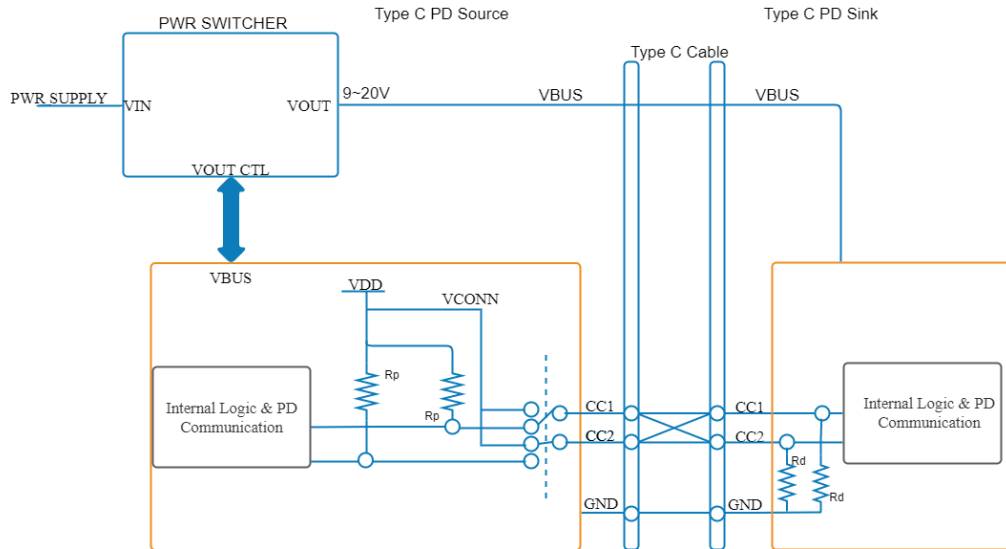 Type C PD Source
Type C PD Sink
PWR SWITCHER
Type C Cable
PWR SUPPLY
VIN
VOUT
9~20V
VBUS
VBUS
VOUT CTL
VBUS
VDD
VCONN
Rp
Rp
Internal Logic & PD
Communication
CC1
CC1
CC2
CC2
Internal Logic & PD
Communication
Rd
Rd
GND
GND